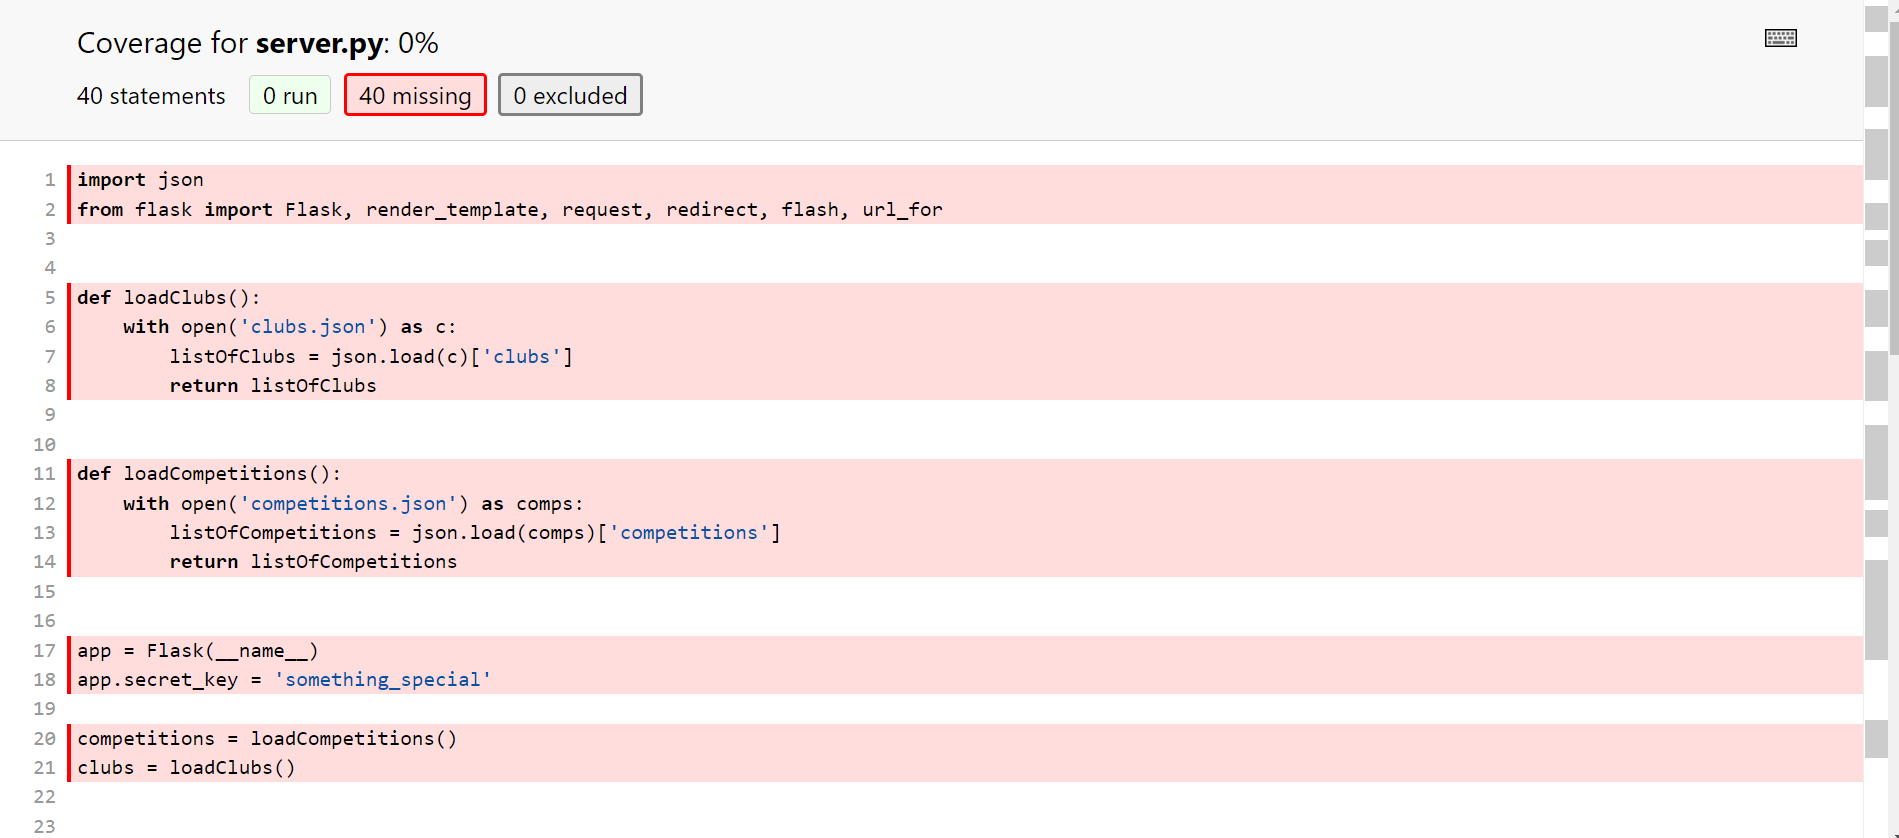 Coverage for server.py: 0%
40 statements 0 run 40 missing 0 excluded
1 import json
2 from flask import Flask, render_template, request, redirect, flash, url_for
3
4
5 def loadClubs():
6     with open('clubs.json') as c:
7         listOfClubs = json.load(c)['clubs']
8         return listOfClubs
9
10
11 def loadCompetitions():
12     with open('competitions.json') as comps:
13         listOfCompetitions = json.load(comps)['competitions']
14         return listOfCompetitions
15
16
17 app = Flask(__name__)
18 app.secret_key = 'something_special'
19
20 competitions = loadCompetitions()
21 clubs = loadClubs()
22
23